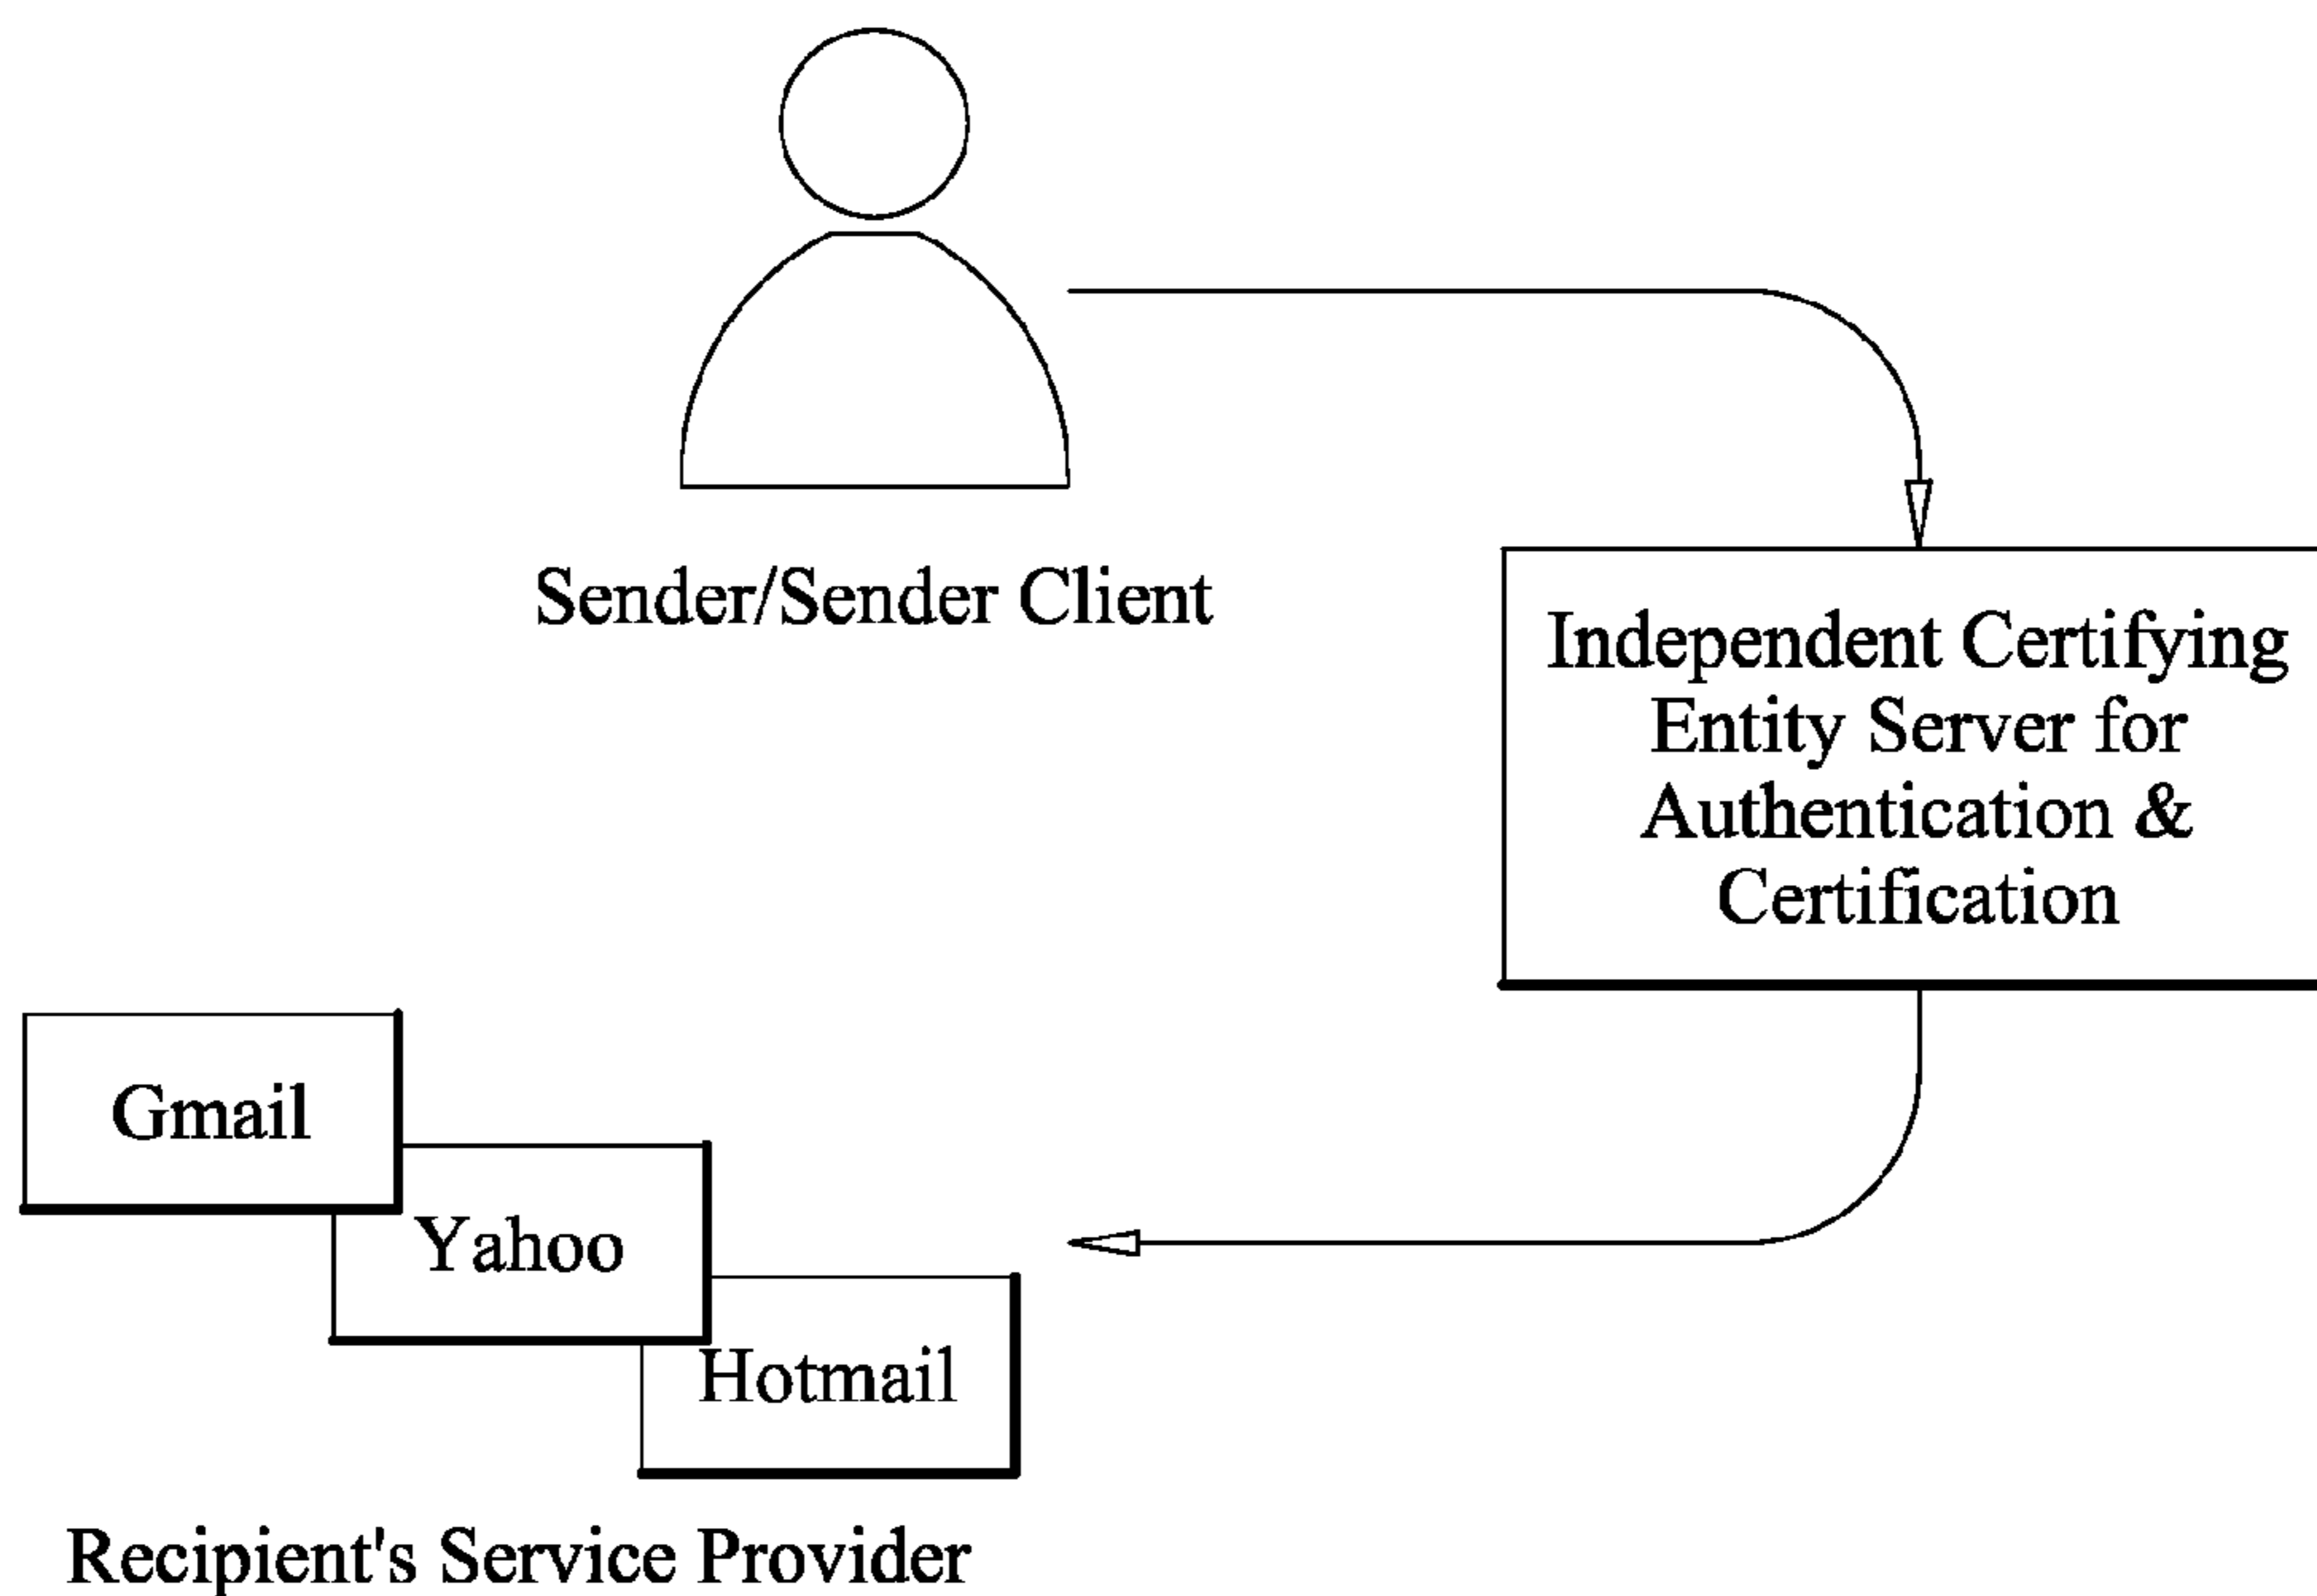 Sender/Sender Client
Independent Certifying
Entity Server for
Authentication &
Certification
Gmail
Yahoo
Hotmail
Recipient's Service Provider